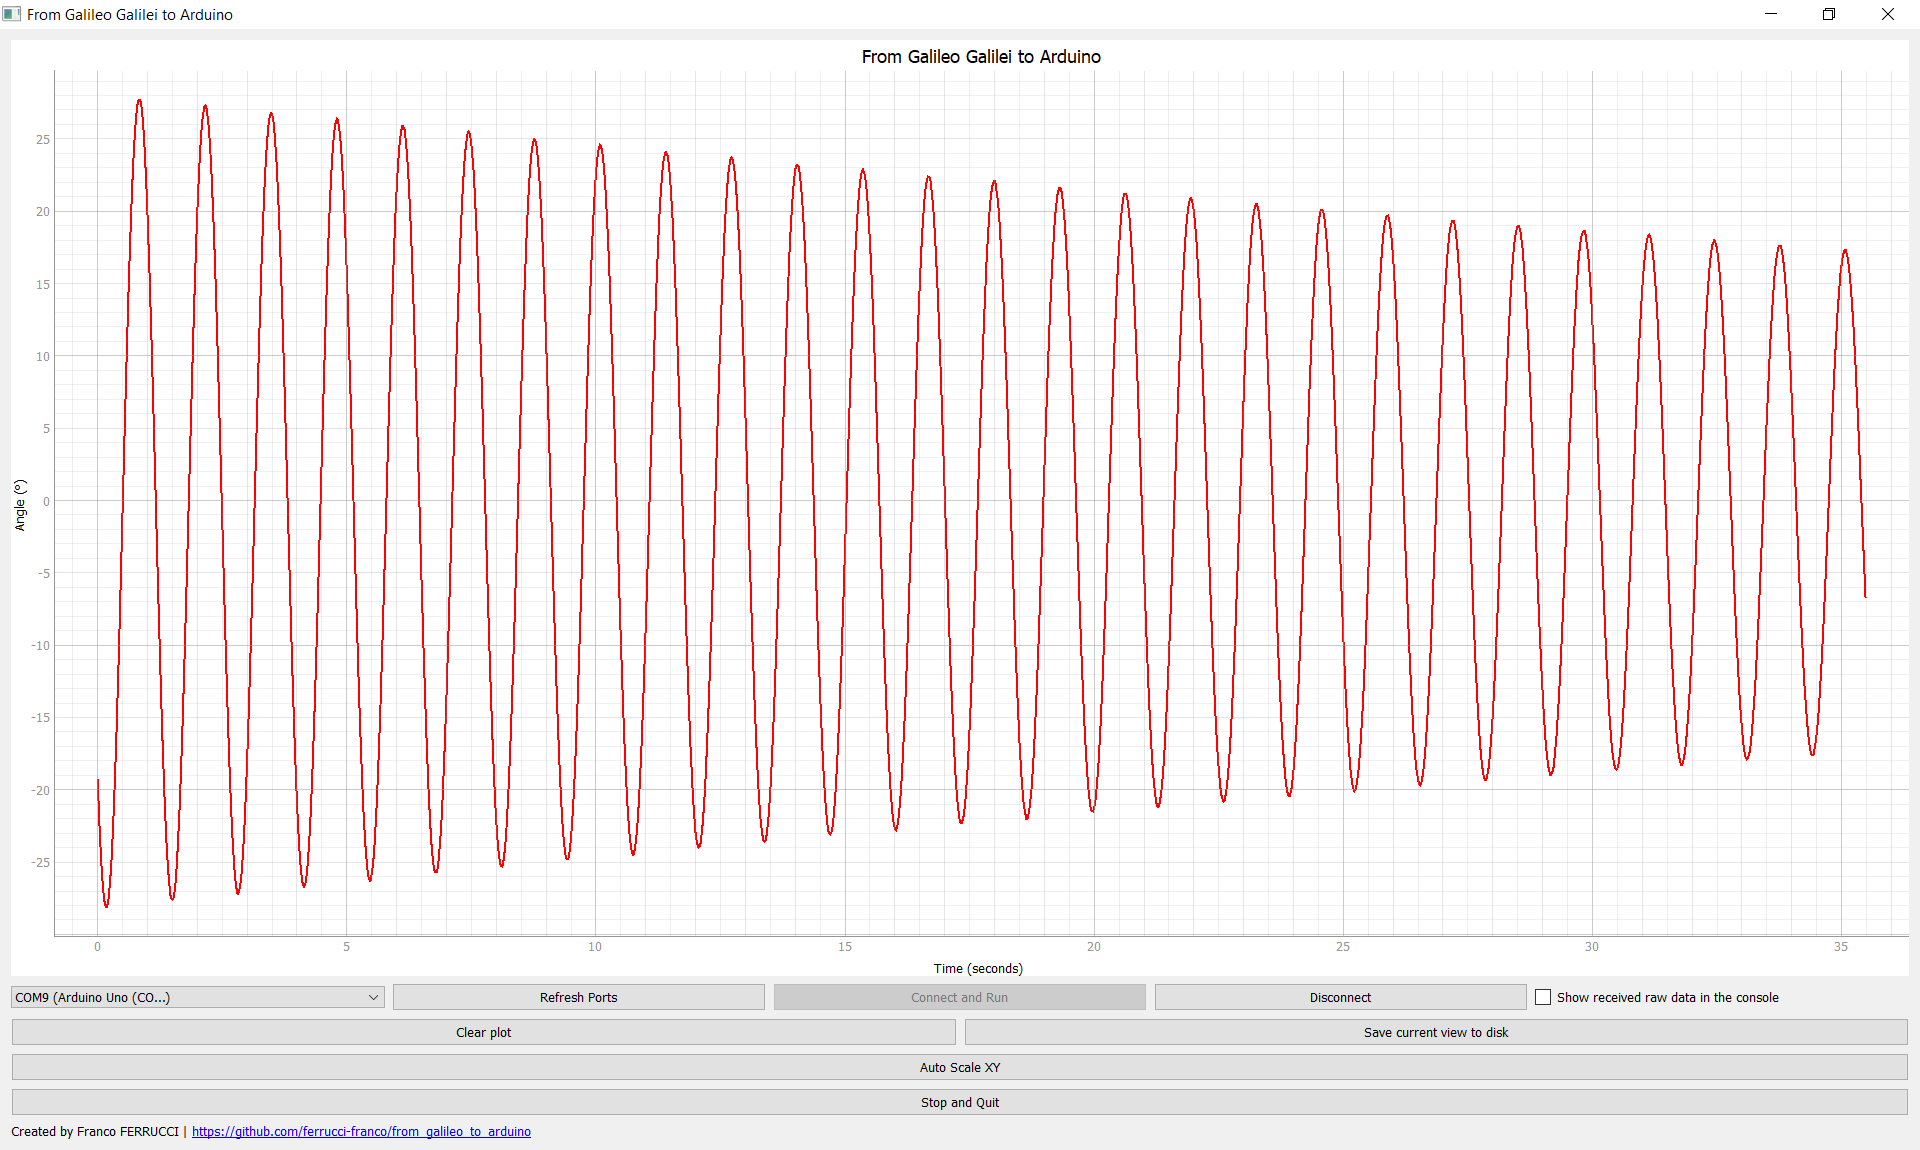 From Galileo Galilei to Arduino
From Galileo Galilei to Arduino
25
20
15
10
5
0
-5
-10
-15
-20
-25
Angle (°)
0 5 10 15 20 25 30 35
Time (seconds)
COM9 (Arduino Uno (CO...) Refresh Ports Connect and Run Disconnect Show received raw data in the console
Clear plot Save current view to disk
Auto Scale XY
Stop and Quit
Created by Franco FERRUCCI | https://github.com/ferrucci-franco/from_galileo_to_arduino